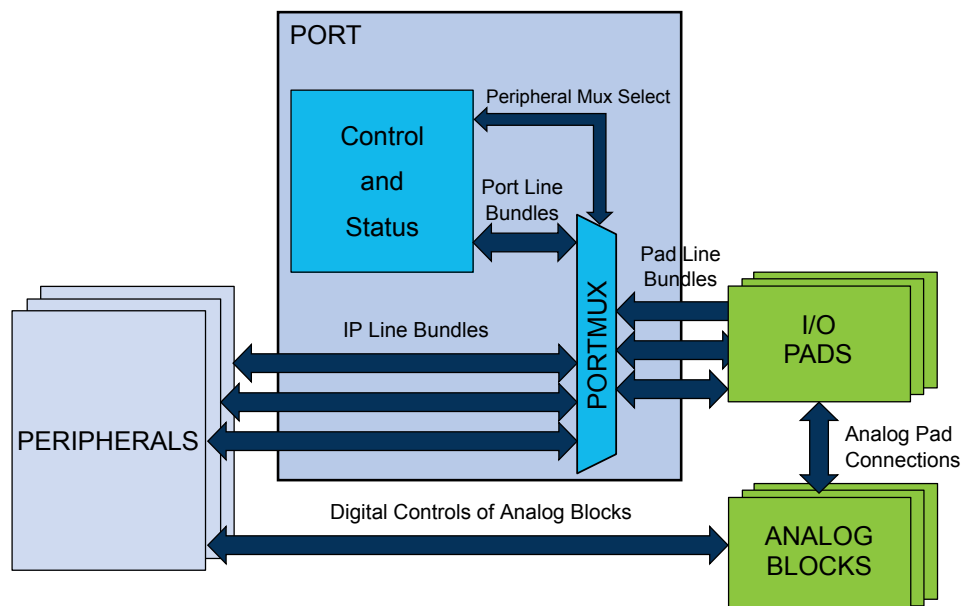 PORT
Peripheral Mux Select
Control
and
Status
Port Line
Bundles
Pad Line
Bundles
PORTMUX
I/O
PADS
IP Line Bundles
PERIPHERALS
Analog Pad
Connections
Digital Controls of Analog Blocks
ANALOG
BLOCKS